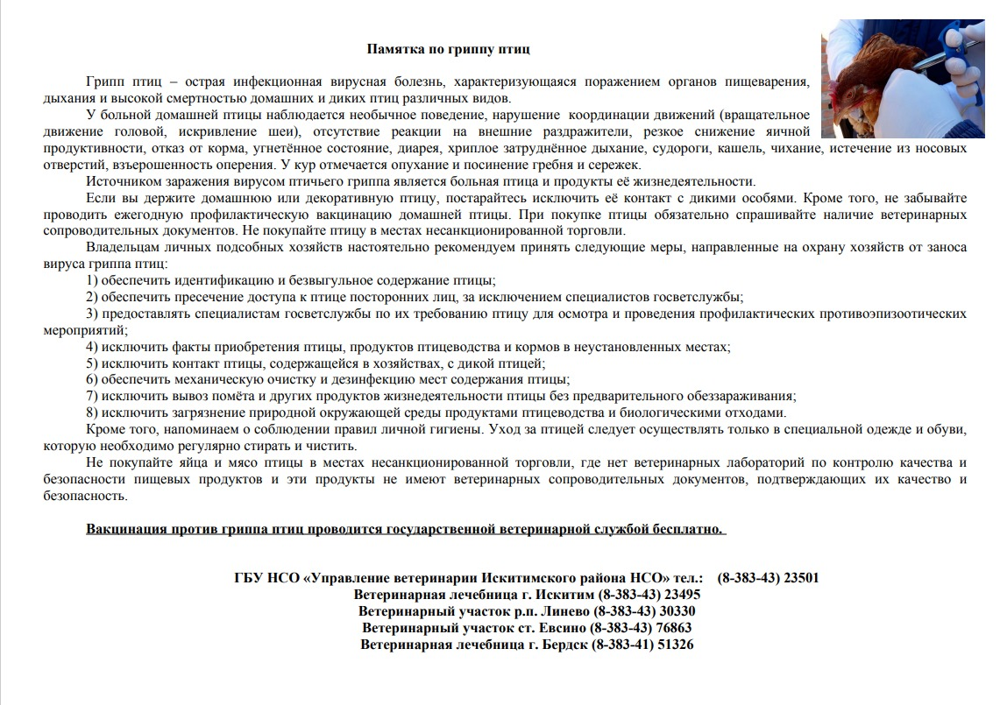 Памятка по гриппу птиц
Грипп птиц – острая инфекционная вирусная болезнь, характеризующаяся поражением органов пищеварения,
дыхания и высокой смертностью домашних и диких птиц различных видов.
У больной домашней птицы наблюдается необычное поведение, нарушение координации движений (вращательное
движение головой, искривление шеи), отсутствие реакции на внешние раздражители, резкое снижение яичной
продуктивности, отказ от корма, угнетённое состояние, диарея, хриплое затруднённое дыхание, судороги, кашель, чихание, истечение из носовых
отверстий, взъерошенность оперения. У кур отмечается опухание и посинение гребня и сережек.
Источником заражения вирусом птичьего гриппа является больная птица и продукты её жизнедеятельности.
Если вы держите домашнюю или декоративную птицу, постарайтесь исключить её контакт с дикими особями. Кроме того, не забывайте
проводить ежегодную профилактическую вакцинацию домашней птицы. При покупке птицы обязательно спрашивайте наличие ветеринарных
сопроводительных документов. Не покупайте птицу в местах несанкционированной торговли.
Владельцам личных подсобных хозяйств настоятельно рекомендуем принять следующие меры, направленные на охрану хозяйств от заноса
вируса гриппа птиц:
1) обеспечить идентификацию и безвыгульное содержание птицы;
2) обеспечить пресечение доступа к птице посторонних лиц, за исключением специалистов госветслужбы;
3) предоставлять специалистам госветслужбы по их требованию птицу для осмотра и проведения профилактических противоэпизоотических
мероприятий;
4) исключить факты приобретения птицы, продуктов птицеводства и кормов в неустановленных местах;
5) исключить контакт птицы, содержащейся в хозяйствах, с дикой птицей;
6) обеспечить механическую очистку и дезинфекцию мест содержания птицы;
7) исключить вывоз помёта и других продуктов жизнедеятельности птицы без предварительного обеззараживания;
8) исключить загрязнение природной окружающей среды продуктами птицеводства и биологическими отходами.
Кроме того, напоминаем о соблюдении правил личной гигиены. Уход за птицей следует осуществлять только в специальной одежде и обуви,
которую необходимо регулярно стирать и чистить.
Не покупайте яйца и мясо птицы в местах несанкционированной торговли, где нет ветеринарных лабораторий по контролю качества и
безопасности пищевых продуктов и эти продукты не имеют ветеринарных сопроводительных документов, подтверждающих их качество и
безопасность.
Вакцинация против гриппа птиц проводится государственной ветеринарной службой бесплатно.
ГБУ НСО «Управление ветеринарии Искитимского района НСО» тел.: (8-383-43) 23501
Ветеринарная лечебница г. Искитим (8-383-43) 23495
Ветеринарный участок р.п. Линево (8-383-43) 30330
Ветеринарный участок ст. Евсино (8-383-43) 76863
Ветеринарная лечебница г. Бердск (8-383-41) 51326